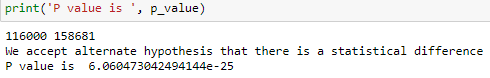 print('P value is ', p_value)
116000 158681
We accept alternate hypothesis that there is a statistical difference
P value is  6.060473042494144e-25